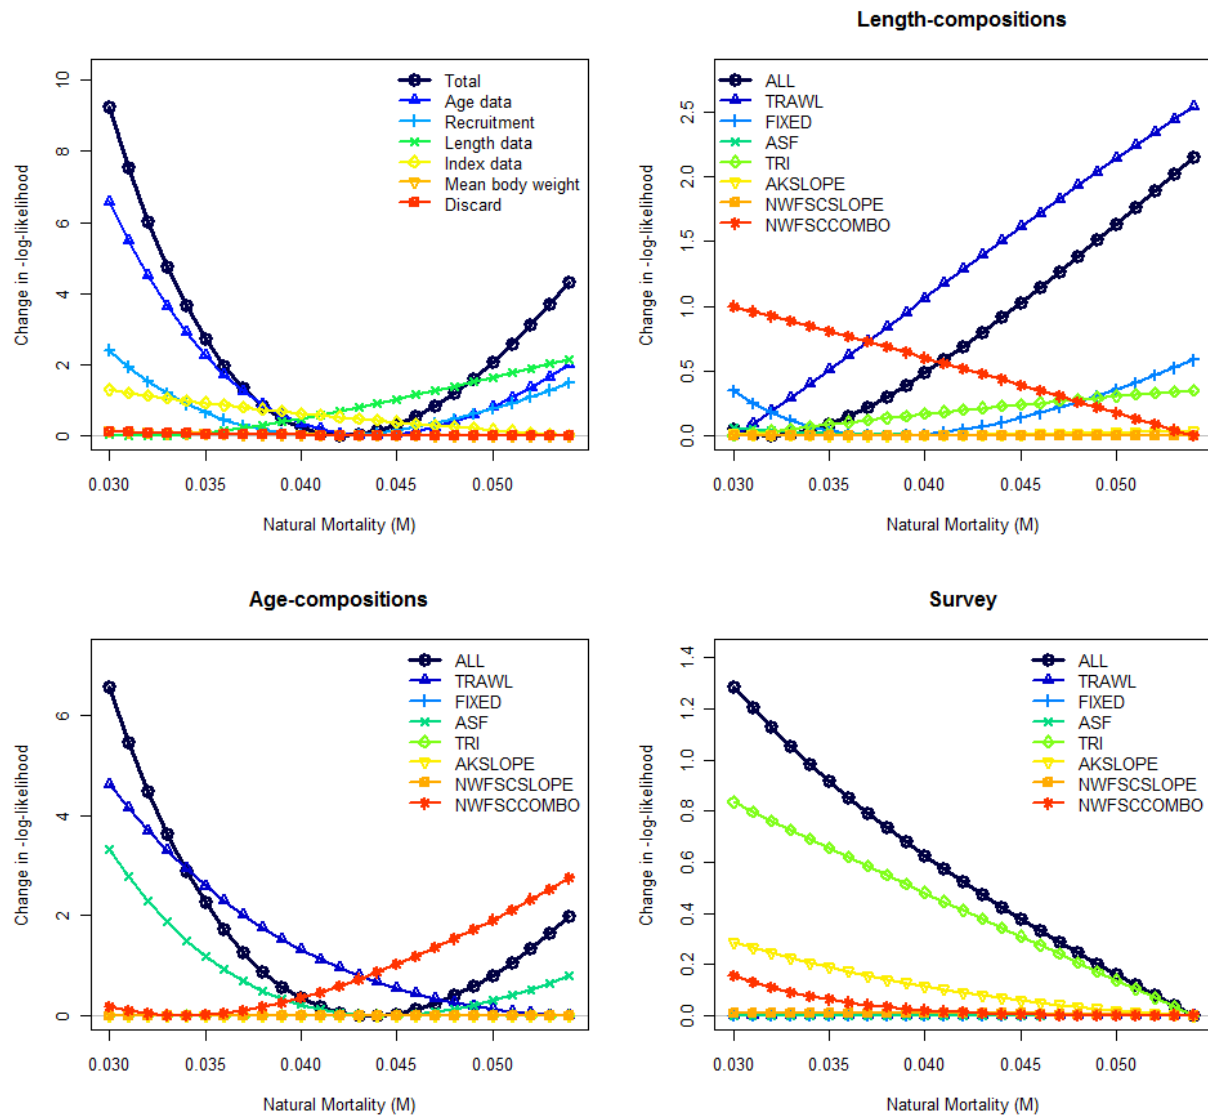 Change in -log-likelihood
10
8
6
4
2
0
Total
Age data
Recruitment
Length data
Index data
Mean body weight
Discard
0.030 0.035 0.040 0.045 0.050
Natural Mortality (M)
Length-compositions
Change in -log-likelihood
2.5
2.0
1.5
1.0
0.5
0.0
ALL
TRAWL
FIXED
ASF
TRI
AKSLOPE
NWFSCSLOPE
NWFSCCOMBO
0.030 0.035 0.040 0.045 0.050
Natural Mortality (M)
Age-compositions
Change in -log-likelihood
6
4
2
0
ALL
TRAWL
FIXED
ASF
TRI
AKSLOPE
NWFSCSLOPE
NWFSCCOMBO
0.030 0.035 0.040 0.045 0.050
Natural Mortality (M)
Survey
Change in -log-likelihood
1.4
1.2
1.0
0.8
0.6
0.4
0.2
0.0
ALL
TRAWL
FIXED
ASF
TRI
AKSLOPE
NWFSCSLOPE
NWFSCCOMBO
0.030 0.035 0.040 0.045 0.050
Natural Mortality (M)